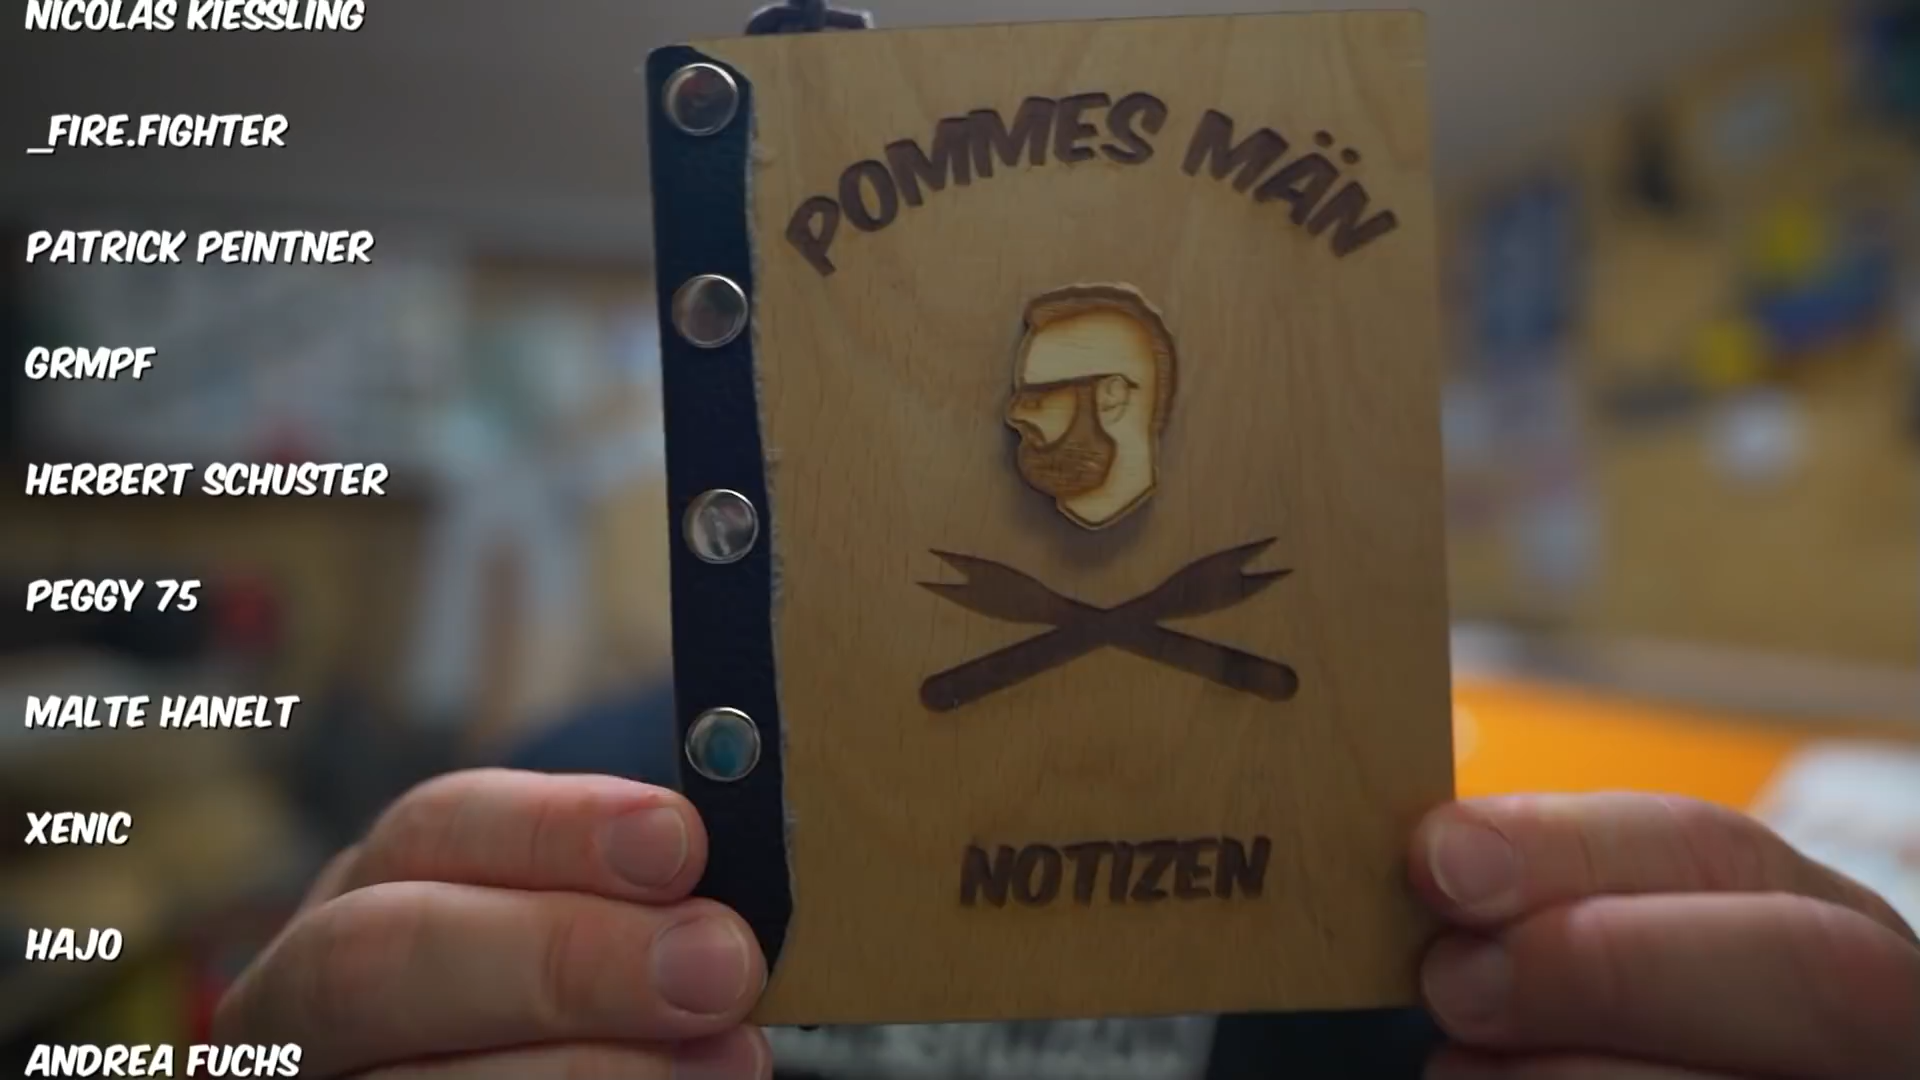 NICOLAS KIESSLING
_FIRE.FIGHTER
PATRICK PEINTNER
GRMPF
HERBERT SCHUSTER
PEGGY 75
MALTE HANELT
XENIC
HAJO
ANDREA FUCHS
POMMES MÄN
NOTIZEN